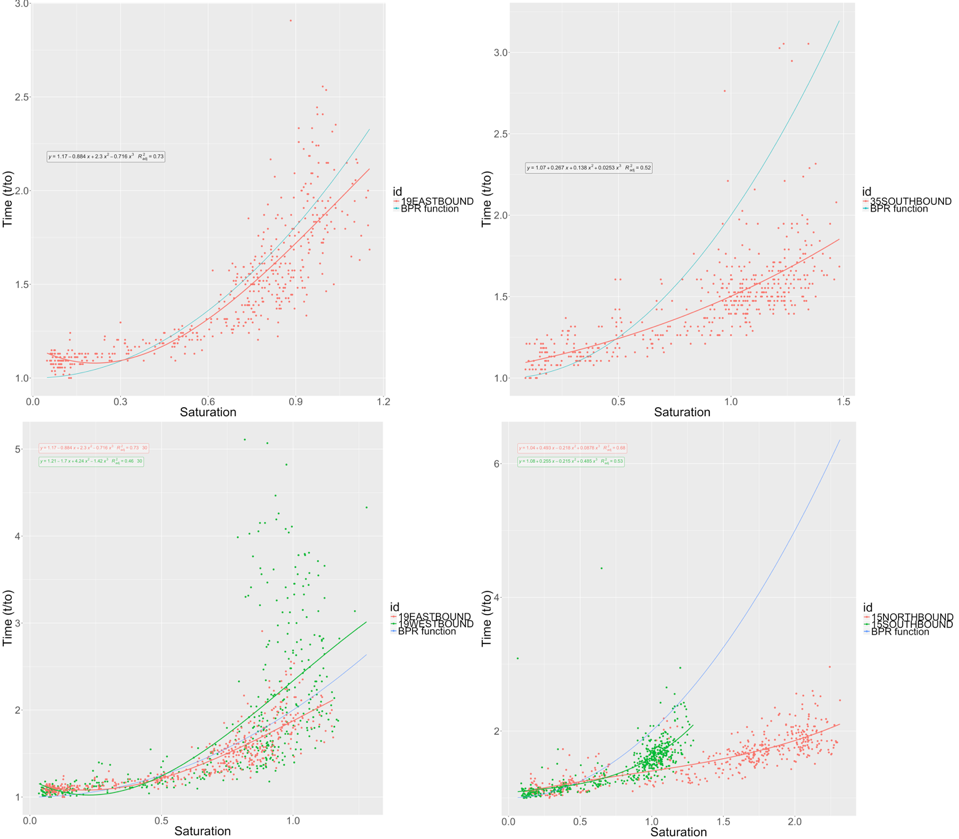 3.0
2.5
2.0
1.5
1.0
Time (t/to)
y = 1.17 − 0.884 x + 2.3 x² − 0.716 x³ R²adj = 0.73
0.0 0.3 0.6 0.9 1.2
Saturation
id
19EASTBOUND
BPR function
3.0
2.5
2.0
1.5
1.0
Time (t/to)
y = 1.07 + 0.267 x + 0.138 x² + 0.0253 x³ R²adj = 0.52
0.5 1.0 1.5
Saturation
id
35SOUTHBOUND
BPR function
5
4
3
2
1
Time (t/to)
0.0 0.5 1.0
Saturation
id
19EASTBOUND
19WESTBOUND
BPR function
6
4
2
Time (t/to)
0.0 0.5 1.0 1.5 2.0
Saturation
id
15NORTHBOUND
15SOUTHBOUND
BPR function